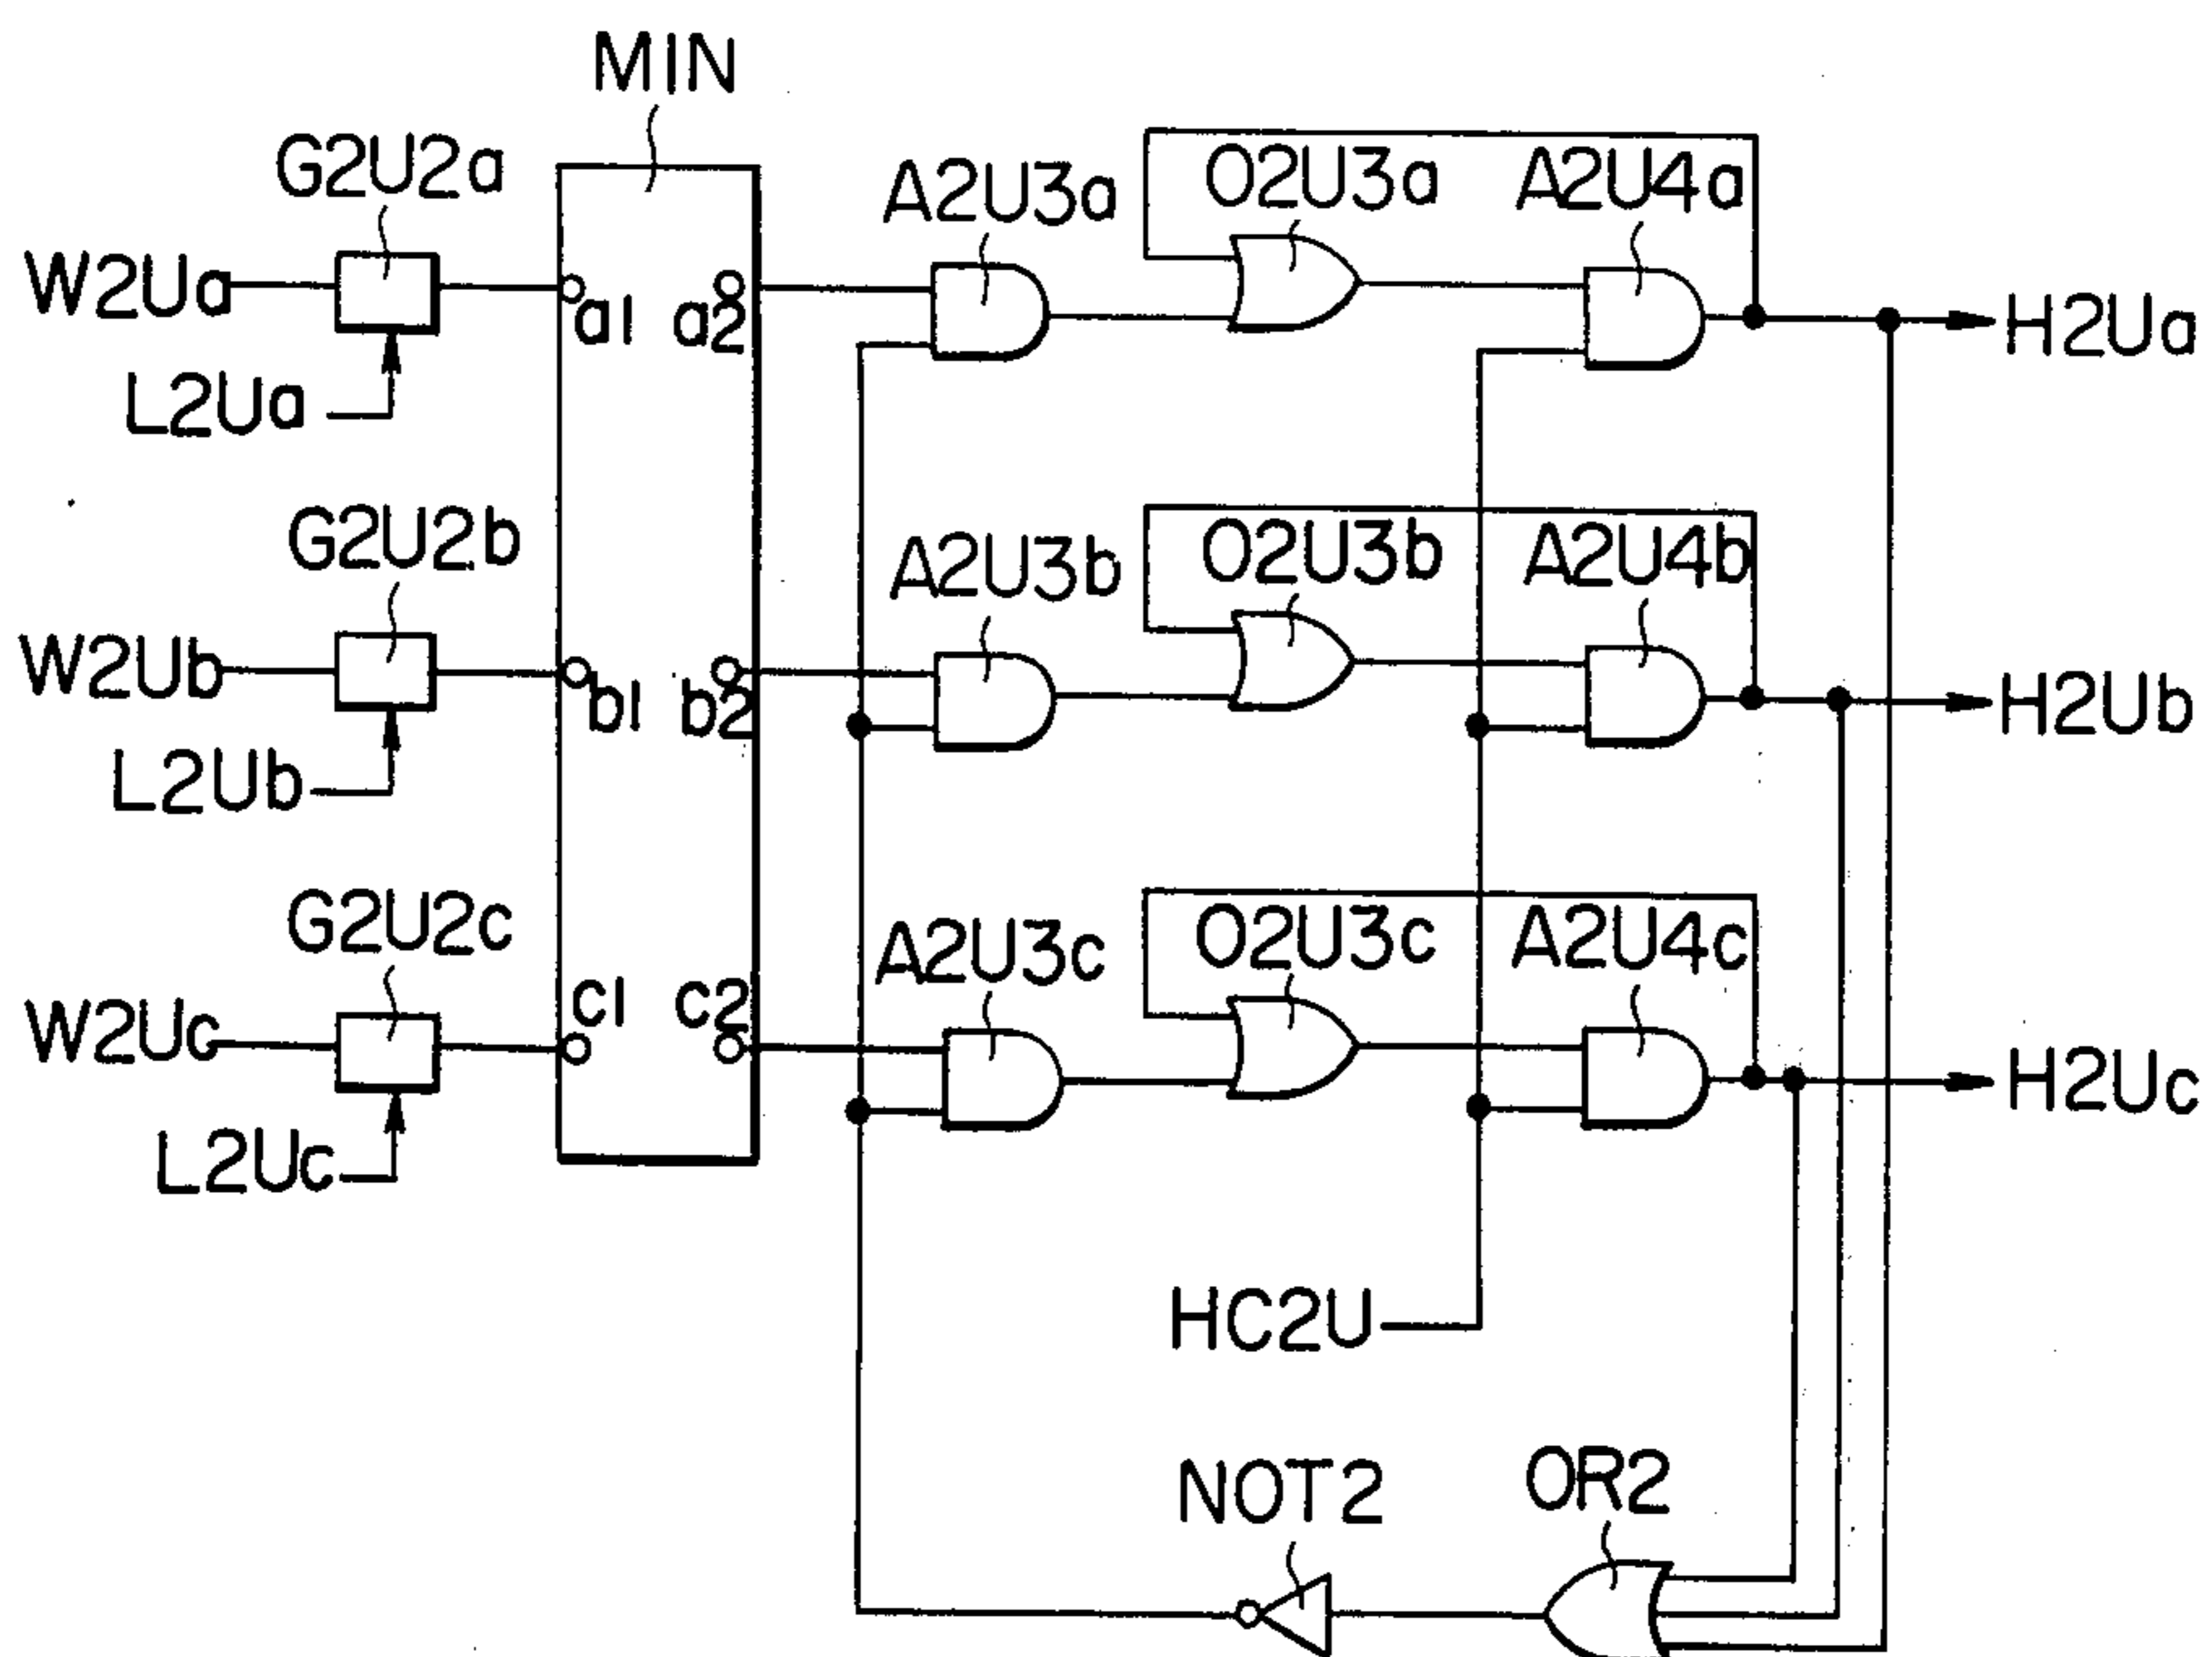 MIN
G2U2a
A2U3a
O2U3a
A2U4a
W2Ua
a1
a2
H2Ua
L2Ua
G2U2b
A2U3b
O2U3b
A2U4b
W2Ub
b1
b2
H2Ub
L2Ub
G2U2c
A2U3c
O2U3c
A2U4c
W2Uc
c1
c2
H2Uc
L2Uc
HC2U
NOT2
OR2